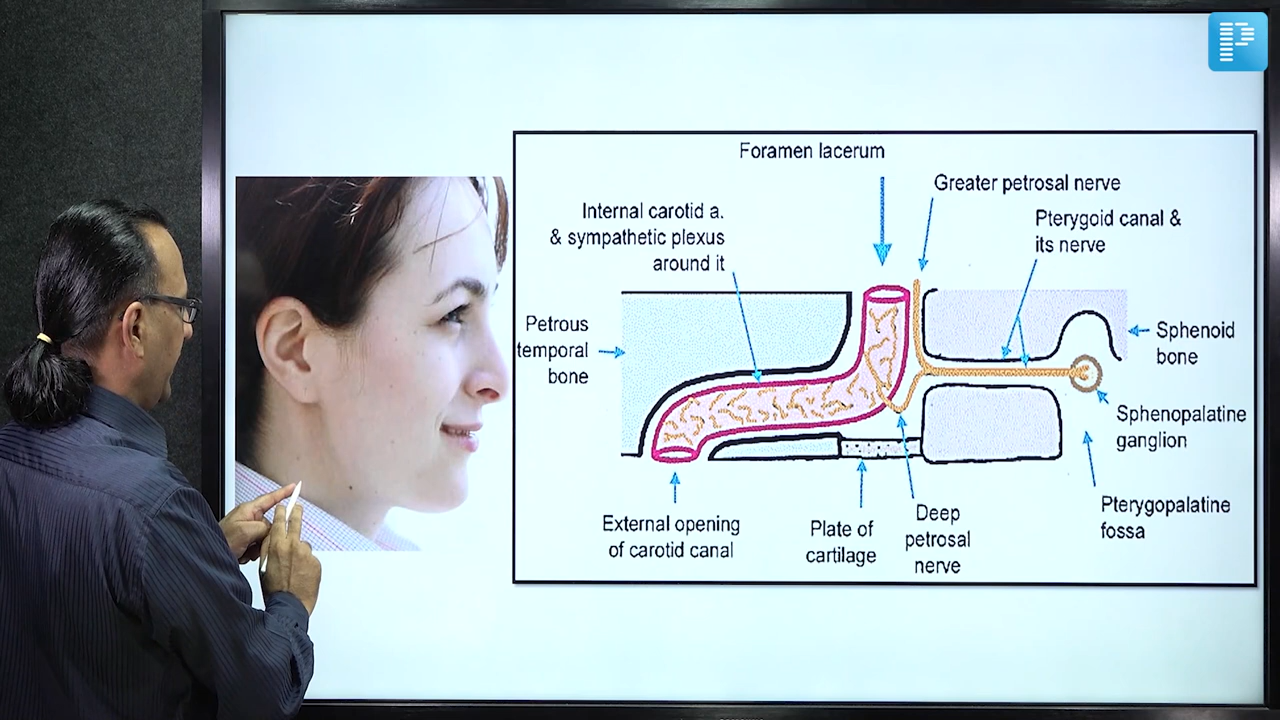 Foramen lacerum
Greater petrosal nerve
Internal carotid a.
& sympathetic plexus
around it
Pterygoid canal &
its nerve
Petrous
temporal
bone
Sphenoid
bone
Sphenopalatine
ganglion
Pterygopalatine
fossa
External opening
of carotid canal
Plate of
cartilage
Deep
petrosal
nerve
P